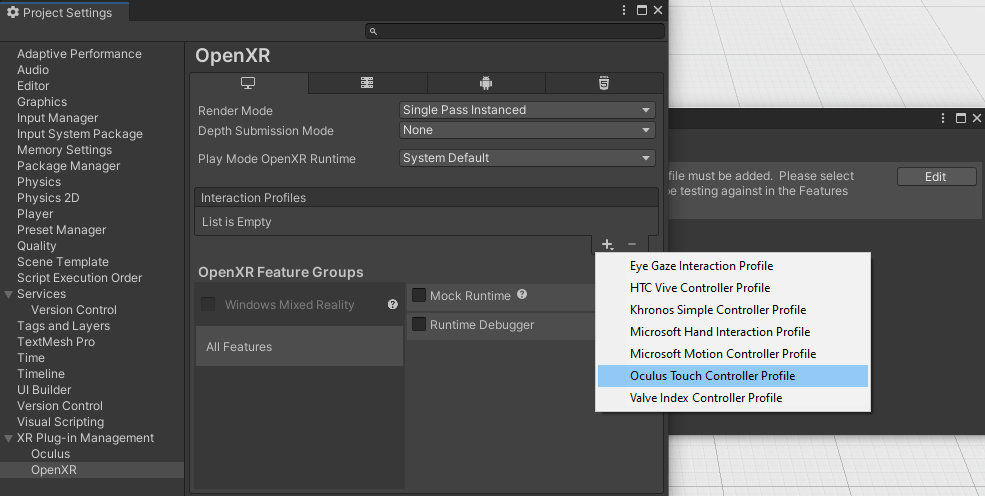 Project Settings
Adaptive Performance
Audio
Editor
Graphics
Input Manager
Input System Package
Memory Settings
Package Manager
Physics
Physics 2D
Player
Preset Manager
Quality
Scene Template
Script Execution Order
Services
Version Control
Tags and Layers
TextMesh Pro
Time
Timeline
UI Builder
Version Control
Visual Scripting
XR Plug-in Management
Oculus
OpenXR
OpenXR
Render Mode
Single Pass Instanced
Depth Submission Mode
None
Play Mode OpenXR Runtime
System Default
Interaction Profiles
List is Empty
OpenXR Feature Groups
Windows Mixed Reality
All Features
Mock Runtime
Runtime Debugger
Eye Gaze Interaction Profile
HTC Vive Controller Profile
Khronos Simple Controller Profile
Microsoft Hand Interaction Profile
Microsoft Motion Controller Profile
Oculus Touch Controller Profile
Valve Index Controller Profile
file must be added. Please select
be testing against in the Features
Edit